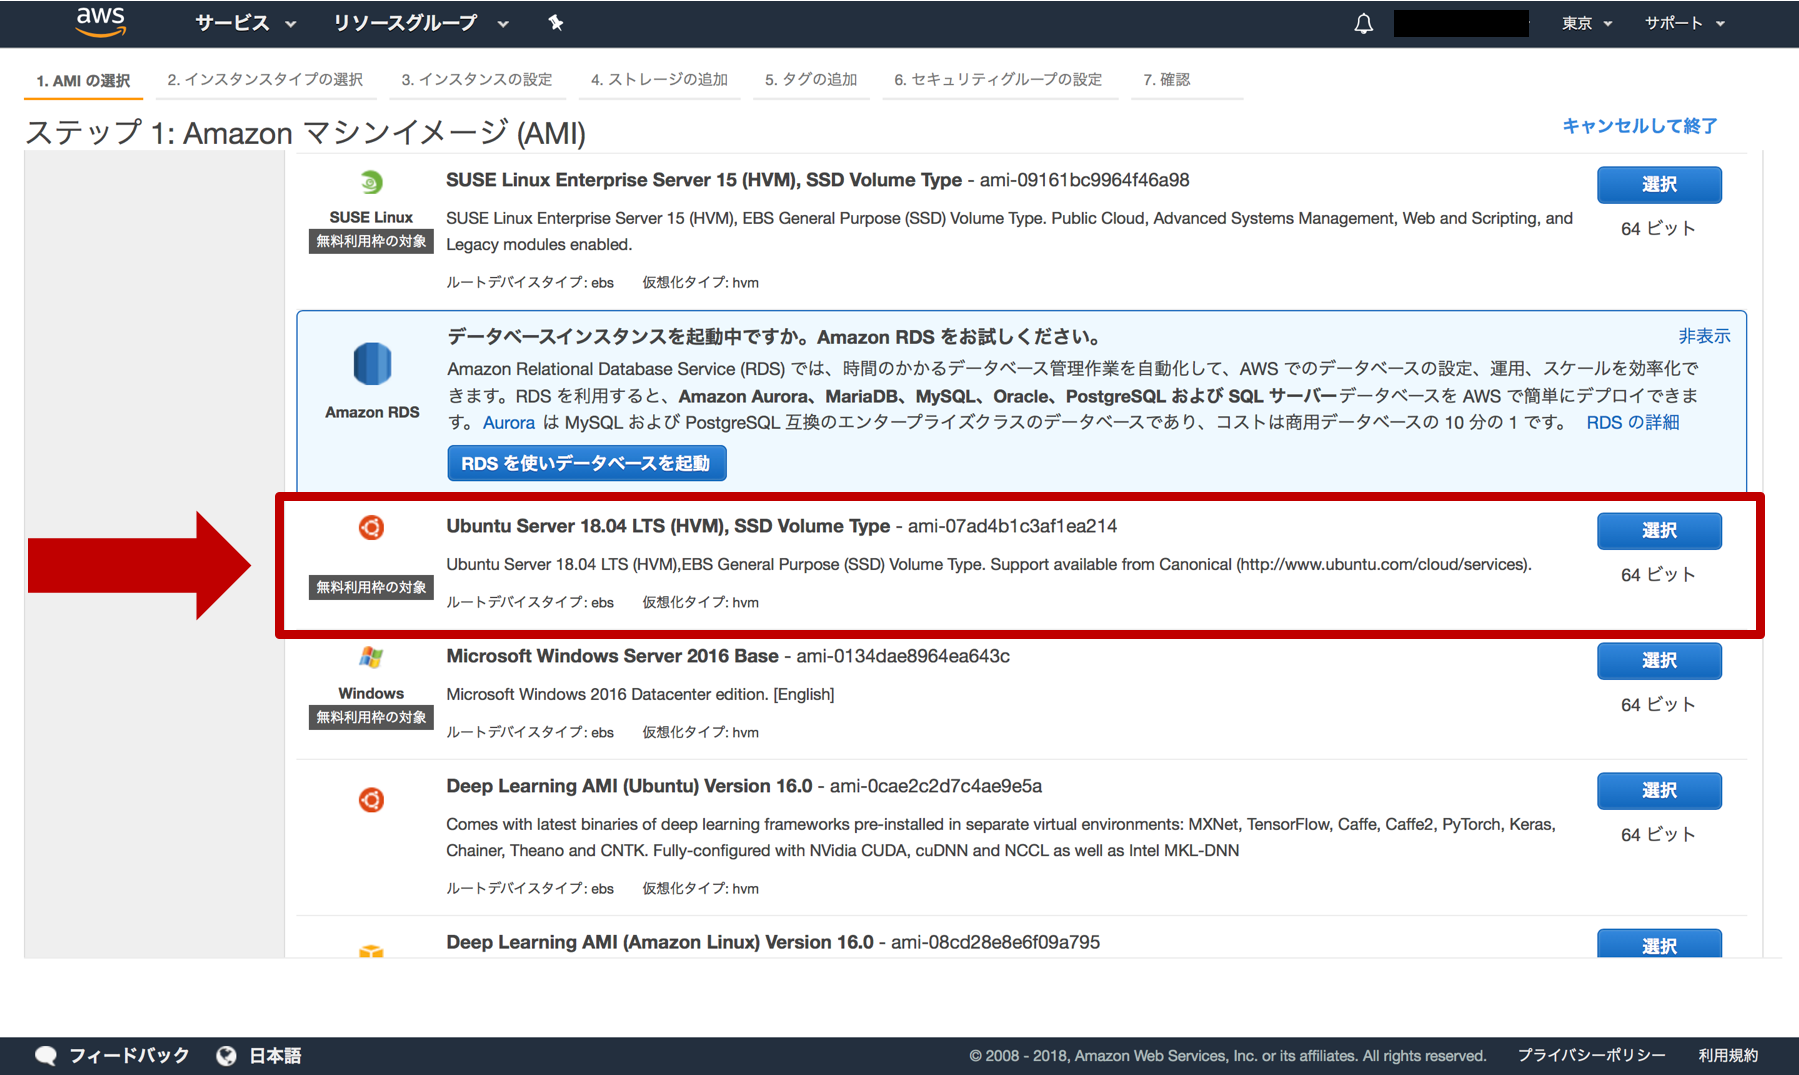 aws サービス リソースグループ 東京 サポート
1. AMI の選択 2. インスタンスタイプの選択 3. インスタンスの設定 4. ストレージの追加 5. タグの追加 6. セキュリティグループの設定 7. 確認
ステップ 1: Amazon マシンイメージ (AMI)
キャンセルして終了
SUSE Linux Enterprise Server 15 (HVM), SSD Volume Type - ami-09161bc9964f46a98
選択
SUSE Linux
無料利用枠の対象
SUSE Linux Enterprise Server 15 (HVM), EBS General Purpose (SSD) Volume Type. Public Cloud, Advanced Systems Management, Web and Scripting, and
Legacy modules enabled.
64 ビット
ルートデバイスタイプ: ebs 仮想化タイプ: hvm
データベースインスタンスを起動中ですか。Amazon RDS をお試しください。
非表示
Amazon RDS
Amazon Relational Database Service (RDS) では、時間のかかるデータベース管理作業を自動化して、AWS でのデータベースの設定、運用、スケールを効率化で
きます。RDS を利用すると、Amazon Aurora、MariaDB、MySQL、Oracle、PostgreSQL および SQL サーバーデータベースを AWS で簡単にデプロイできま
す。 Aurora は MySQL および PostgreSQL 互換のエンタープライズクラスのデータベースであり、コストは商用データベースの 10 分の 1 です。 RDS の詳細
RDS を使いデータベースを起動
Ubuntu Server 18.04 LTS (HVM), SSD Volume Type - ami-07ad4b1c3af1ea214
選択
Ubuntu Server 18.04 LTS (HVM),EBS General Purpose (SSD) Volume Type. Support available from Canonical (http://www.ubuntu.com/cloud/services).
64 ビット
無料利用枠の対象
ルートデバイスタイプ: ebs 仮想化タイプ: hvm
Microsoft Windows Server 2016 Base - ami-0134dae8964ea643c
選択
Windows
無料利用枠の対象
Microsoft Windows 2016 Datacenter edition. [English]
64 ビット
ルートデバイスタイプ: ebs 仮想化タイプ: hvm
Deep Learning AMI (Ubuntu) Version 16.0 - ami-0cae2c2d7c4ae9e5a
選択
Comes with latest binaries of deep learning frameworks pre-installed in separate virtual environments: MXNet, TensorFlow, Caffe, Caffe2, PyTorch, Keras,
Chainer, Theano and CNTK. Fully-configured with NVidia CUDA, cuDNN and NCCL as well as Intel MKL-DNN
64 ビット
ルートデバイスタイプ: ebs 仮想化タイプ: hvm
Deep Learning AMI (Amazon Linux) Version 16.0 - ami-08cd28e8e6f09a795
選択
フィードバック 日本語 © 2008 - 2018, Amazon Web Services, Inc. or its affiliates. All rights reserved. プライバシーポリシー 利用規約